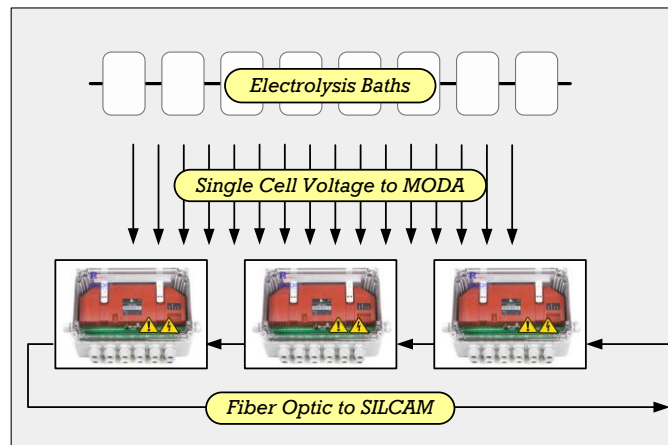 Electrolysis Baths
Single Cell Voltage to MODA
Fiber Optic to SILCAM